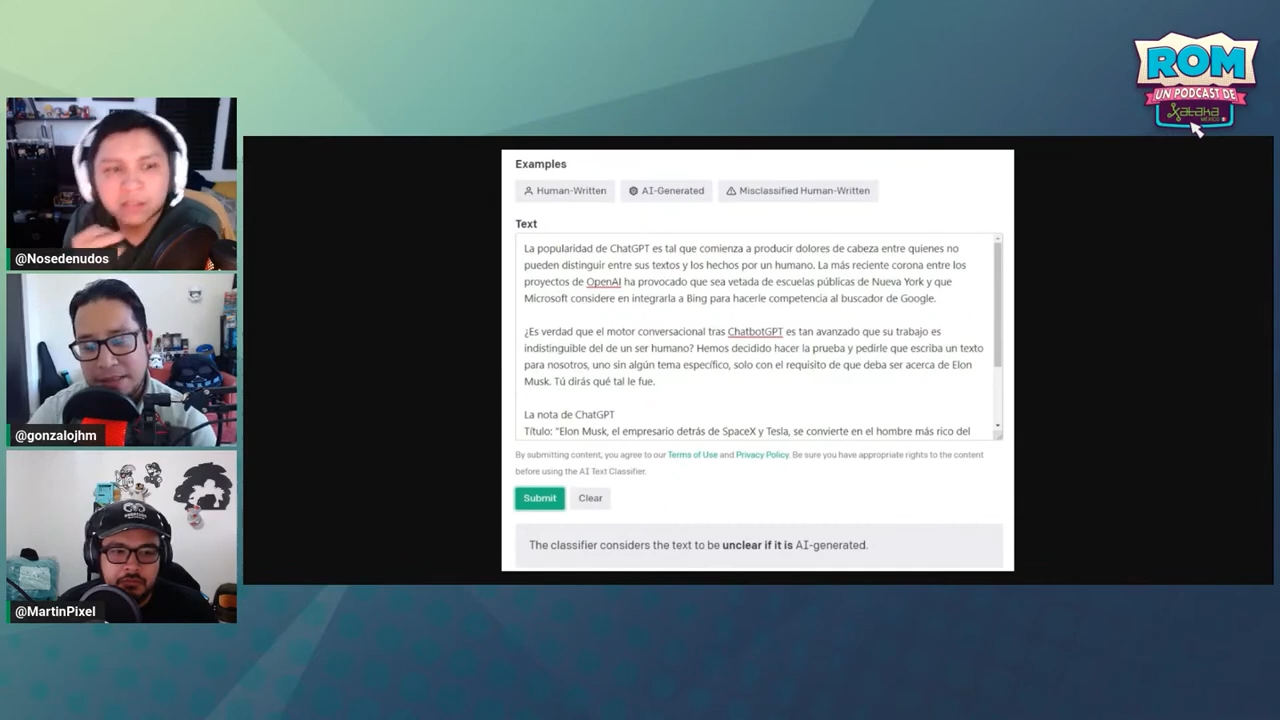 ROM
UN PODCAST DE
Xataka
MÉXICO
@Nosedenudos
@gonzalojhm
@MartinPixel
Examples
Human-Written
AI-Generated
Misclassified Human-Written
Text
La popularidad de ChatGPT es tal que comienza a producir dolores de cabeza entre quienes no
pueden distinguir entre sus textos y los hechos por un humano. La más reciente corona entre los
proyectos de OpenAI ha provocado que sea vetada de escuelas públicas de Nueva York y que
Microsoft considere en integrarla a Bing para hacerle competencia al buscador de Google.
¿Es verdad que el motor conversacional tras ChatbotGPT es tan avanzado que su trabajo es
indistinguible del de un ser humano? Hemos decidido hacer la prueba y pedirle que escriba un texto
para nosotros, uno sin algún tema específico, solo con el requisito de que deba ser acerca de Elon
Musk. Tú dirás qué tal le fue.
La nota de ChatGPT
Título: "Elon Musk, el empresario detrás de SpaceX y Tesla, se convierte en el hombre más rico del
By submitting content, you agree to our Terms of Use and Privacy Policy. Be sure you have appropriate rights to the content
before using the AI Text Classifier.
Submit
Clear
The classifier considers the text to be unclear if it is AI-generated.